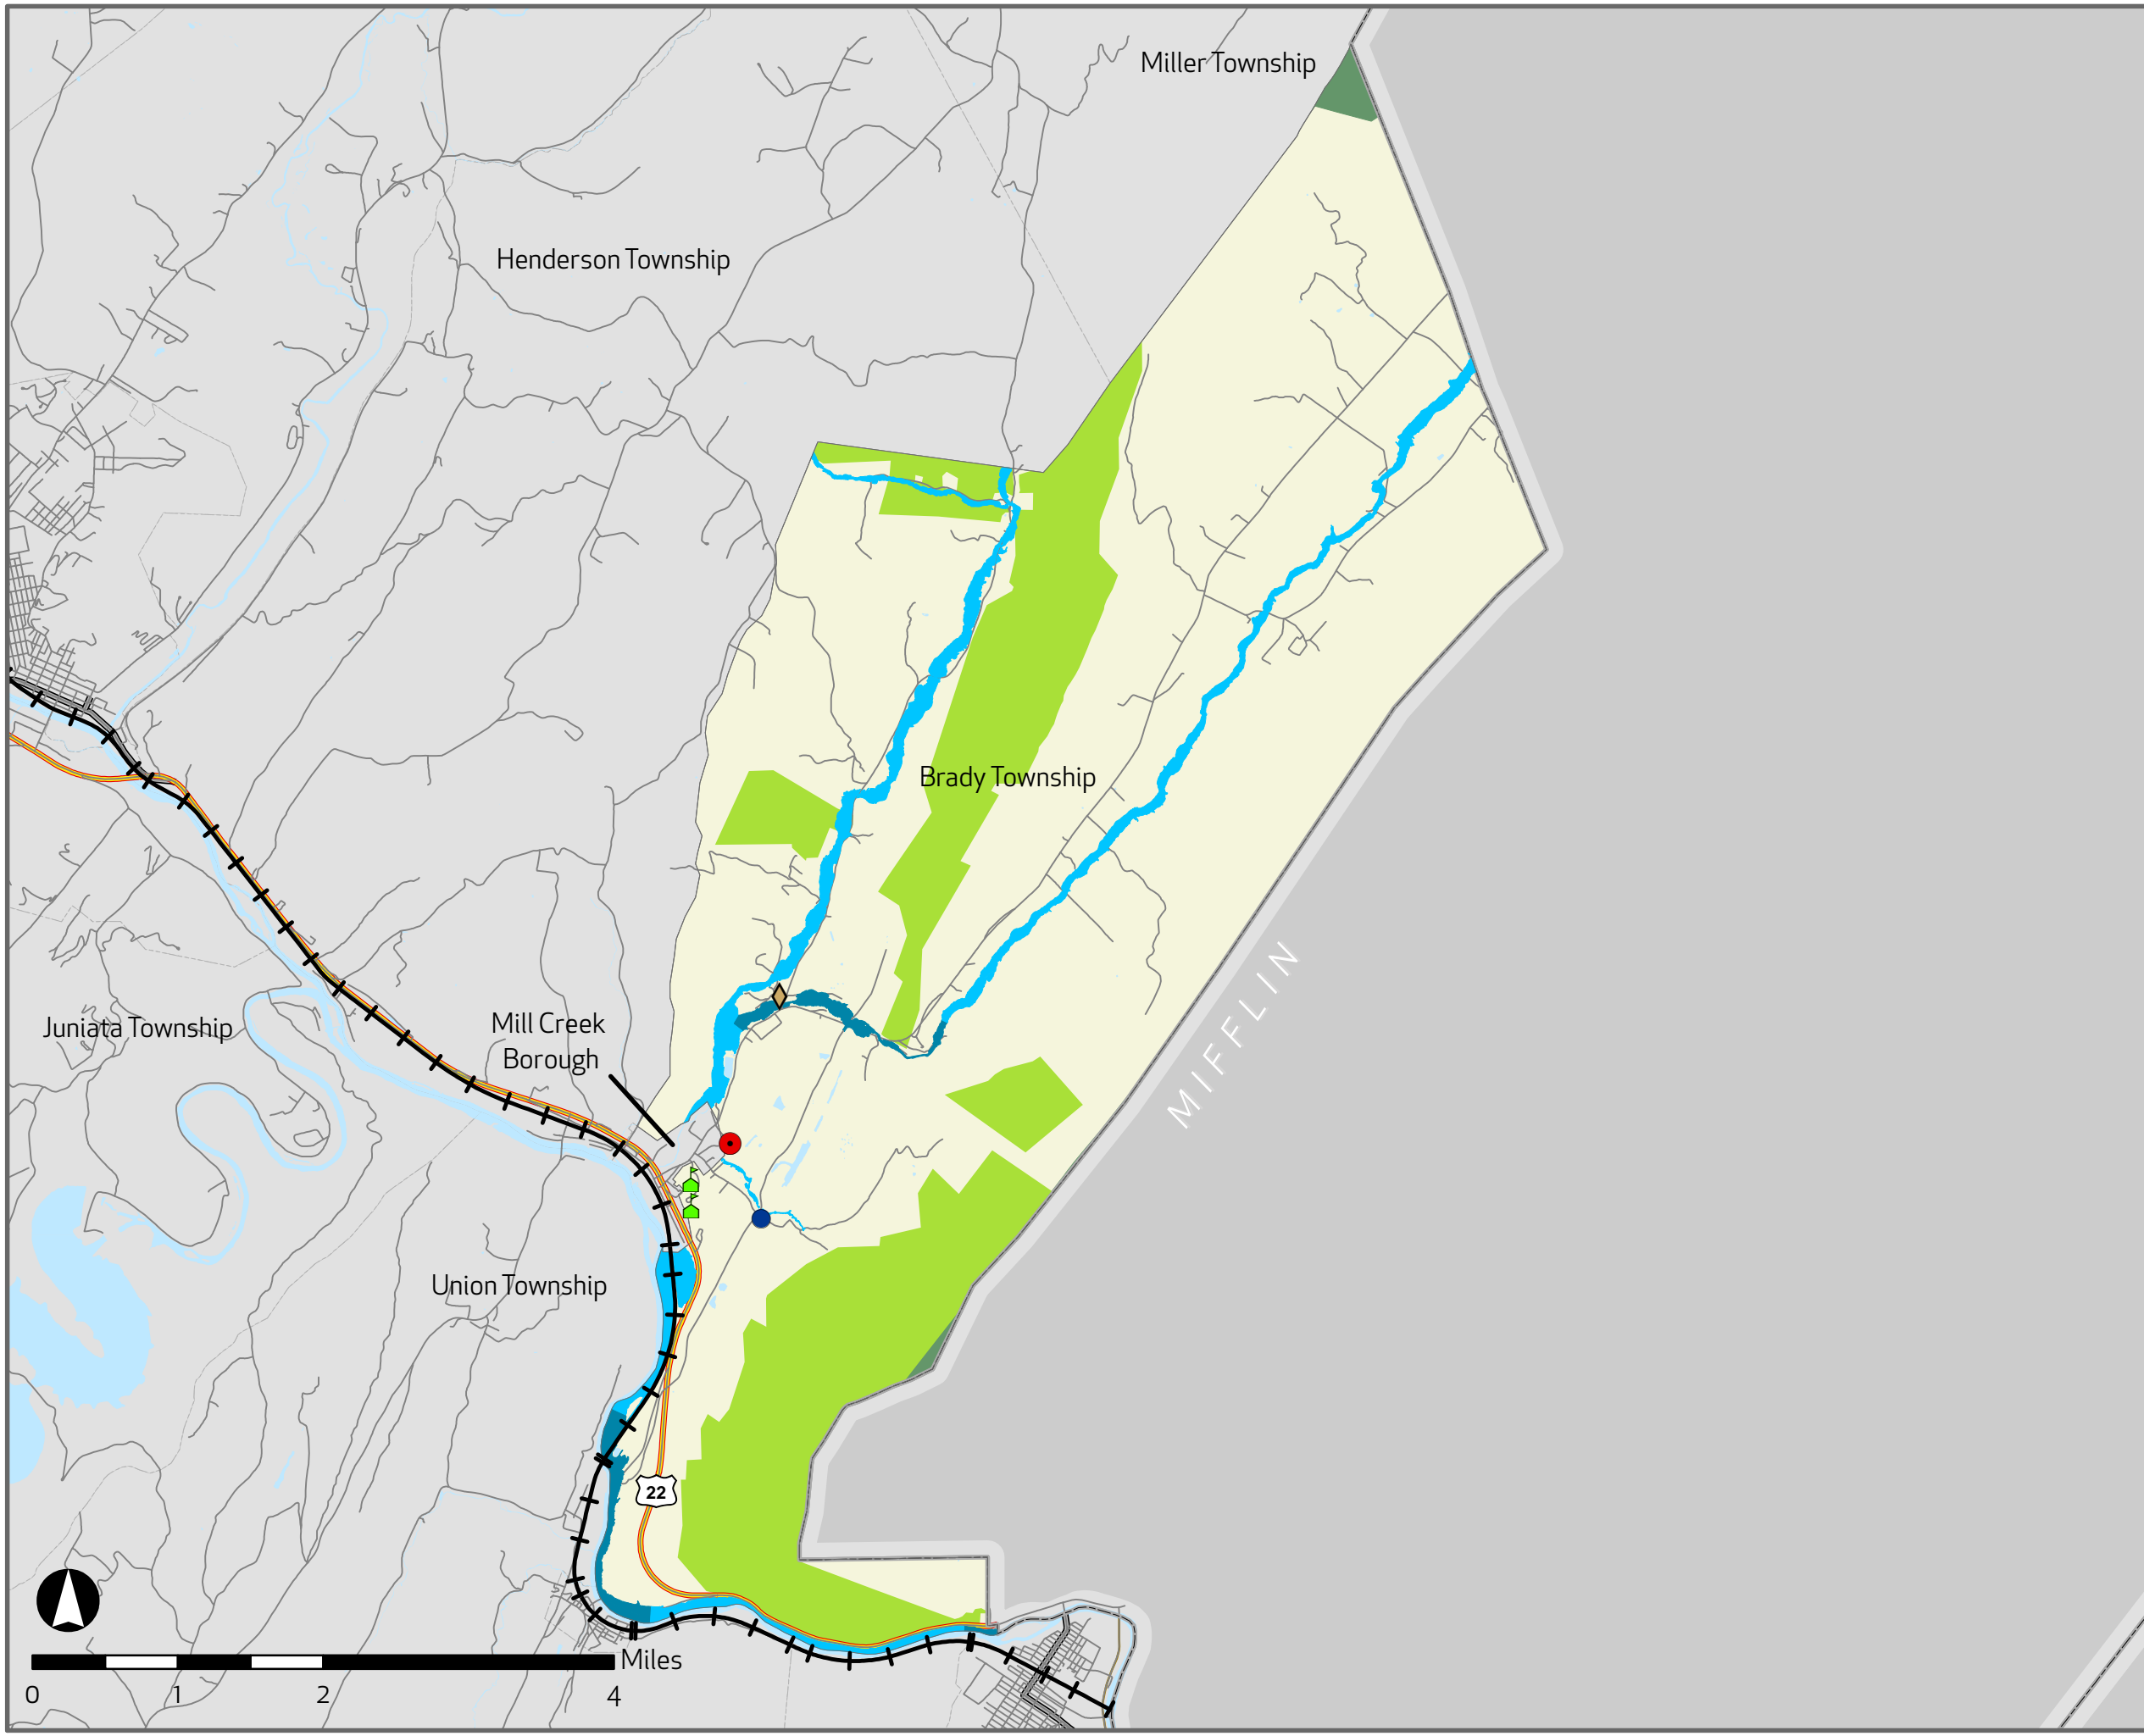 Miller Township
Henderson Township
Brady Township
MIFFLIN
Juniata Township
Mill Creek
Borough
Union Township
22
Miles
0 1 2 4